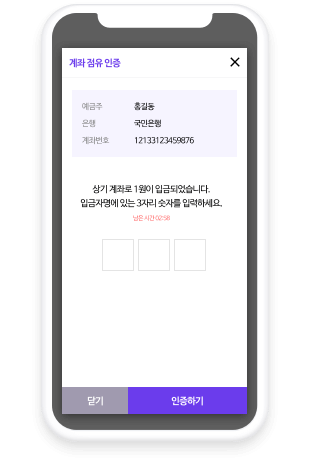 계좌 점유 인증
예금주 홍길동
은행 국민은행
계좌번호 12133123459876
상기 계좌로 1원이 입금되었습니다.
입금자명에 있는 3자리 숫자를 입력하세요.
남은시간 02:58
닫기 인증하기